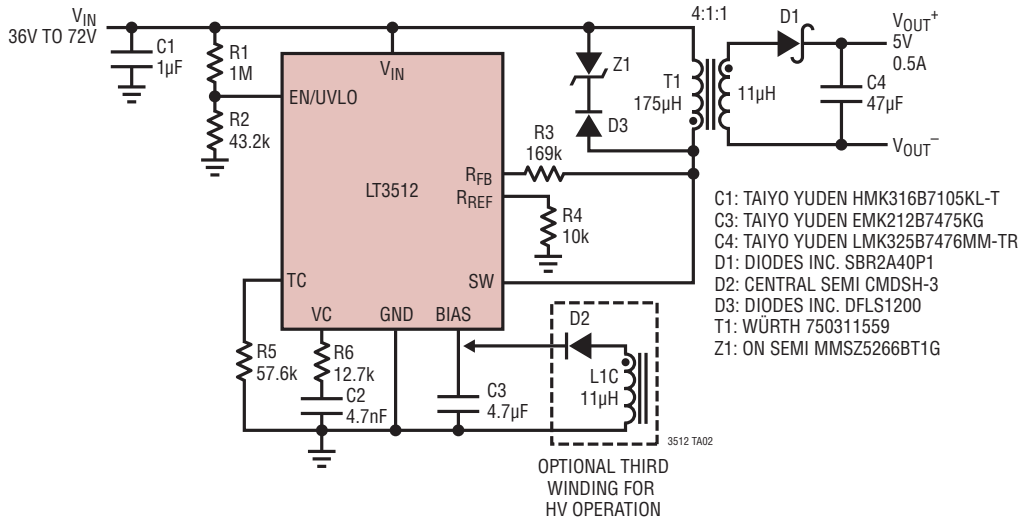 VIN
36V TO 72V
C1
1µF
R1
1M
R2
43.2k
VIN
EN/UVLO
LT3512
RFB
RREF
SW
TC
VC
GND
BIAS
R3
169k
R4
10k
Z1
D3
4:1:1
T1
175µH
11µH
D1
VOUT+
5V
0.5A
C4
47µF
VOUT–
C1: TAIYO YUDEN HMK316B7105KL-T
C3: TAIYO YUDEN EMK212B7475KG
C4: TAIYO YUDEN LMK325B7476MM-TR
D1: DIODES INC. SBR2A40P1
D2: CENTRAL SEMI CMDSH-3
D3: DIODES INC. DFLS1200
T1: WÜRTH 750311559
Z1: ON SEMI MMSZ5266BT1G
R5
57.6k
R6
12.7k
C2
4.7nF
C3
4.7µF
D2
L1C
11µH
3512 TA02
OPTIONAL THIRD
WINDING FOR
HV OPERATION